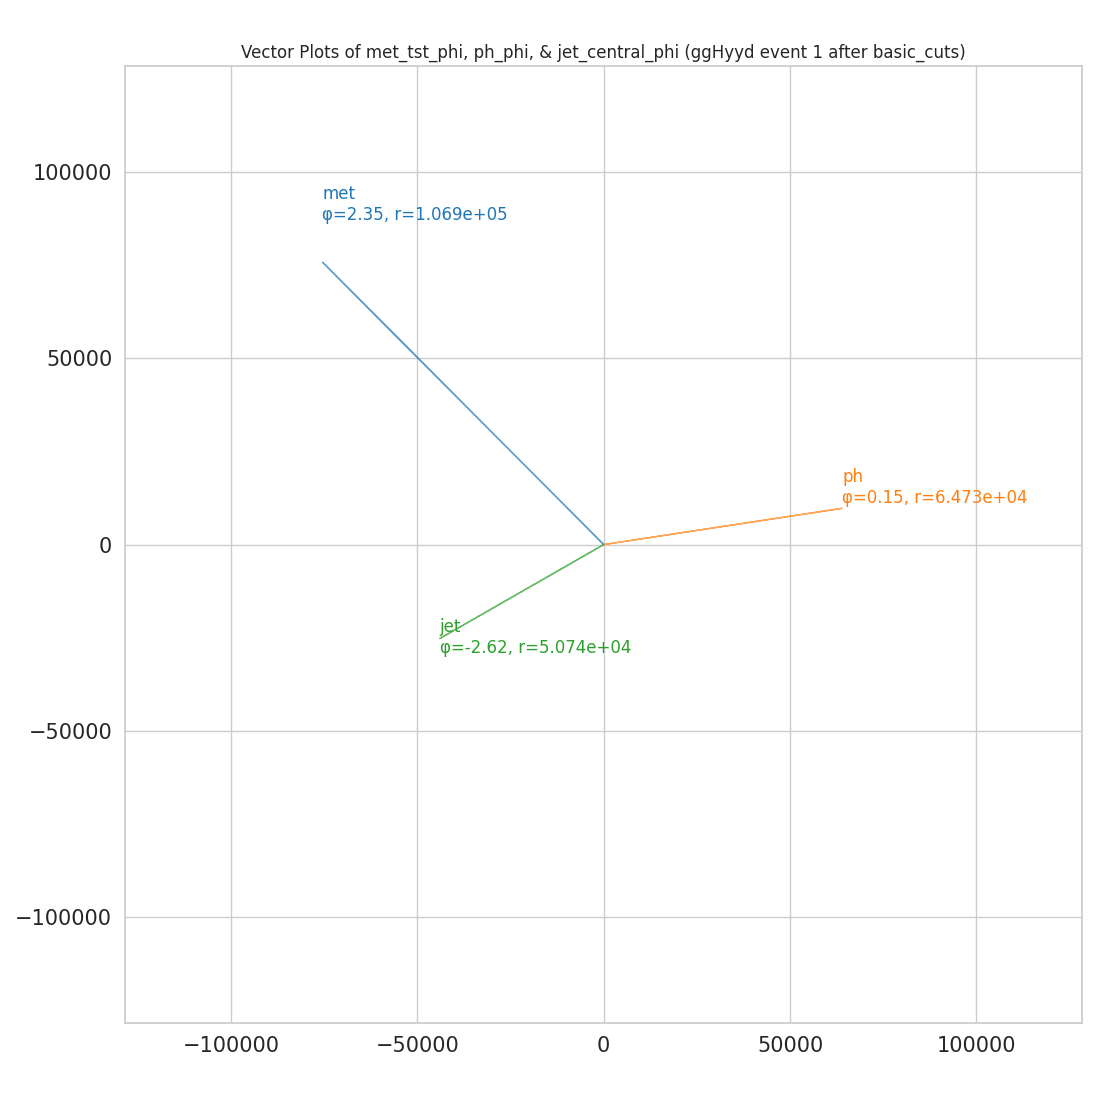 Vector Plots of met_tst_phi, ph_phi, & jet_central_phi (ggHyyd event 1 after basic_cuts)
100000
met
φ=2.35, r=1.069e+05
50000
ph
φ=0.15, r=6.473e+04
0
jet
φ=-2.62, r=5.074e+04
−50000
−100000
−100000
−50000
0
50000
100000